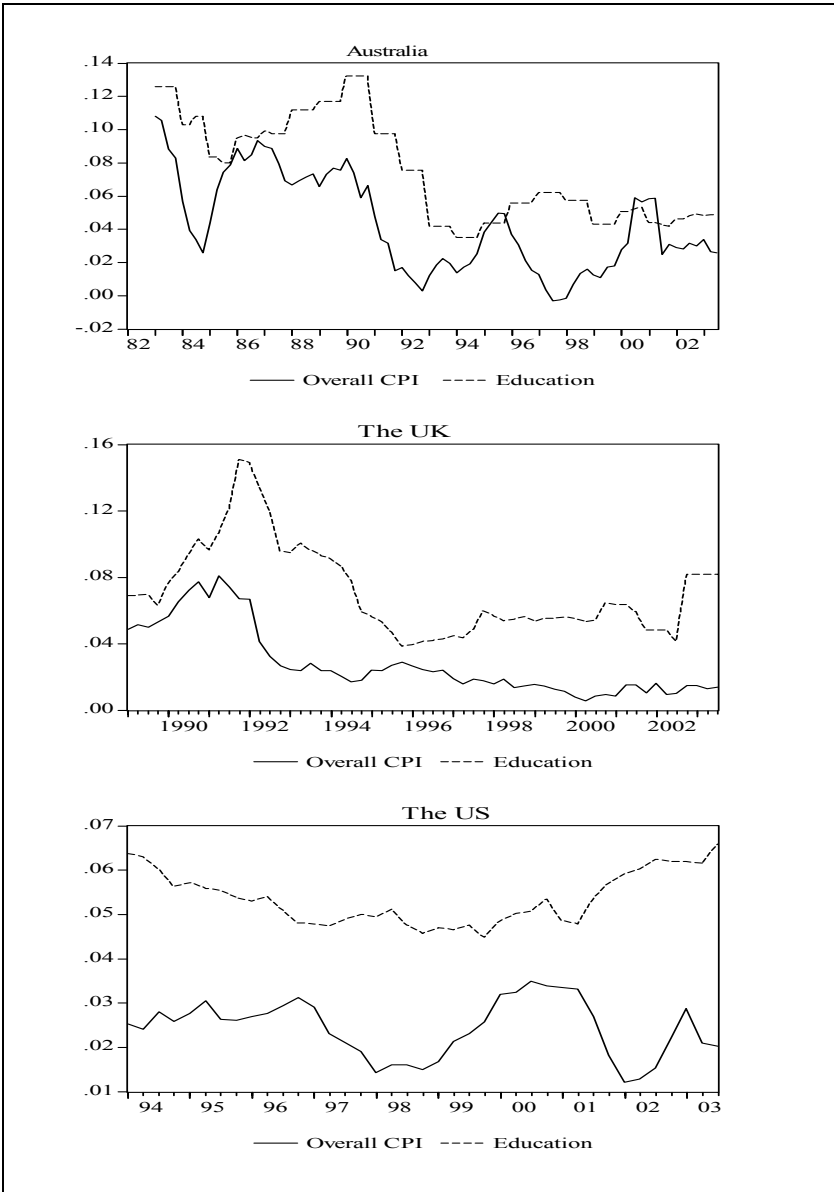 Australia
.14
.12
.10
.08
.06
.04
.02
.00
-.02
82 84 86 88 90 92 94 96 98 00 02
Overall CPI Education
The UK
.16
.12
.08
.04
.00
1990 1992 1994 1996 1998 2000 2002
Overall CPI Education
The US
.07
.06
.05
.04
.03
.02
.01
94 95 96 97 98 99 00 01 02 03
Overall CPI Education